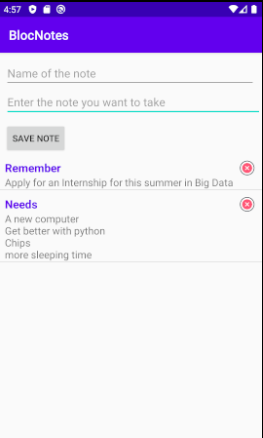 4:57
BlocNotes
Name of the note
Enter the note you want to take
SAVE NOTE
Remember
Apply for an Internship for this summer in Big Data
Needs
A new computer
Get better with python
Chips
more sleeping time